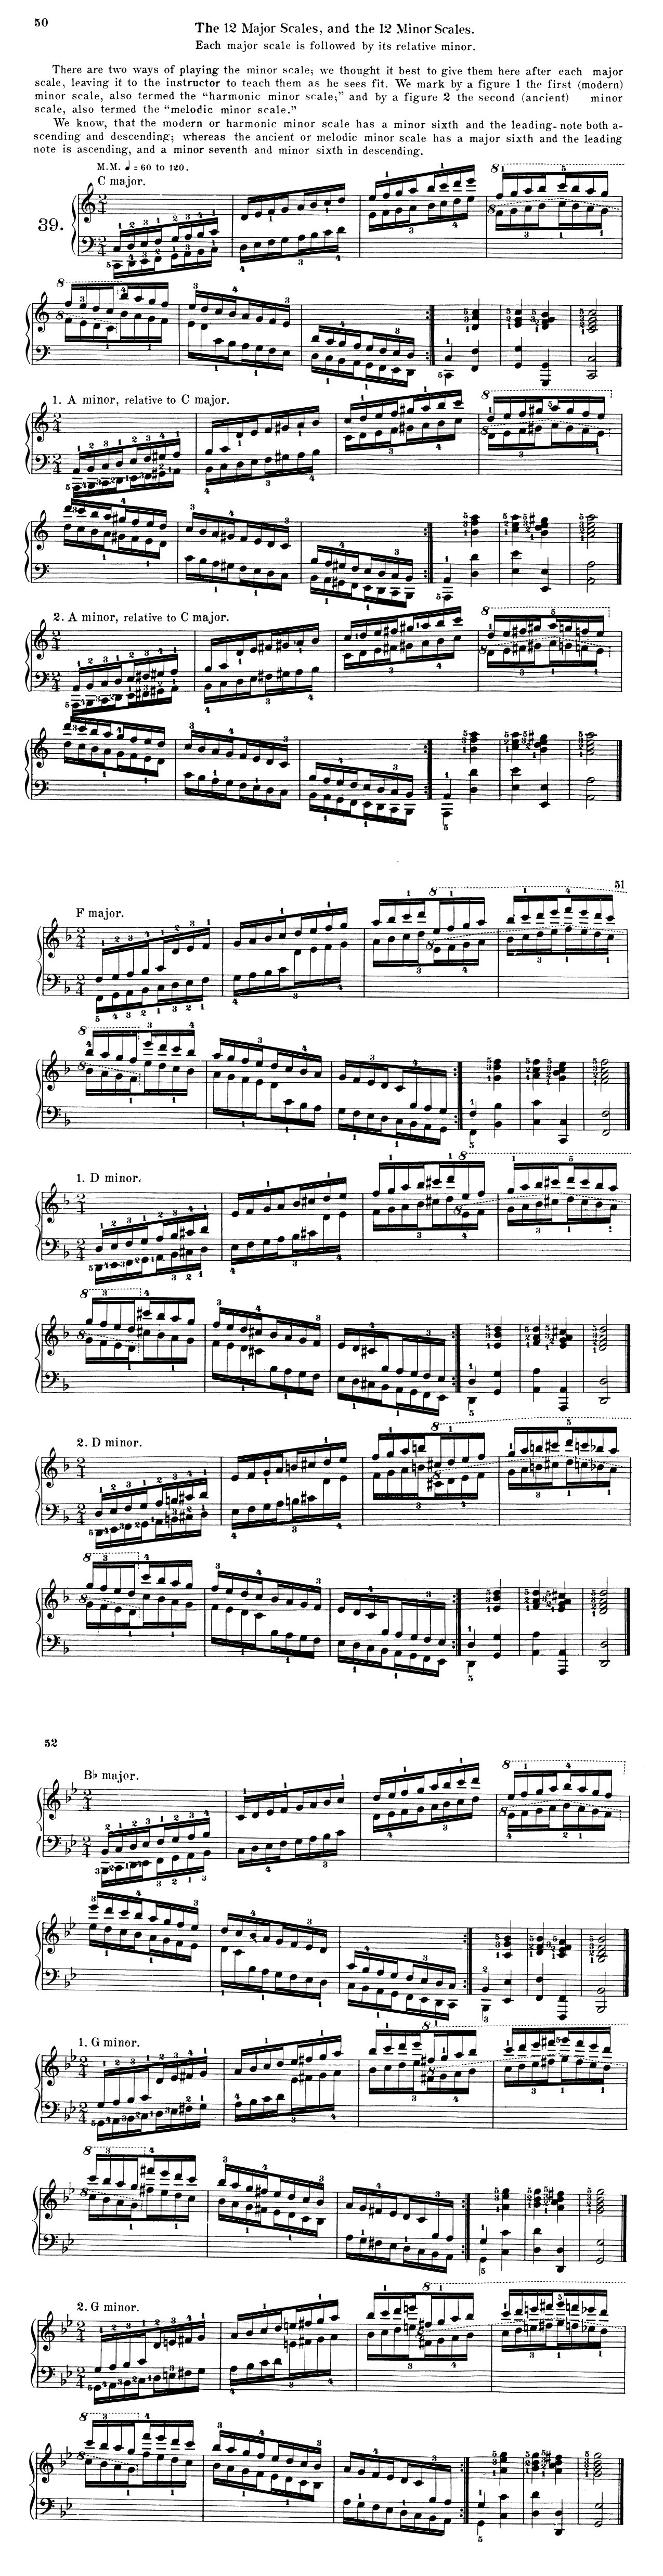 50
The 12 Major Scales, and the 12 Minor Scales.
Each major scale is followed by its relative minor.
There are two ways of playing the minor scale; we thought it best to give them here after each major
scale, leaving it to the instructor to teach them as he sees fit. We mark by a figure 1 the first (modern)
minor scale, also termed the “harmonic minor scale;” and by a figure 2 the second (ancient) minor
scale, also termed the “melodic minor scale.”
We know, that the modern or harmonic minor scale has a minor sixth and the leading-note both a-
scending and descending; whereas the ancient or melodic minor scale has a major sixth and the leading
note is ascending, and a minor seventh and minor sixth in descending.
M.M. ♩ = 60 to 120.
C major.
39.
1. A minor, relative to C major.
2. A minor, relative to C major.
51
F major.
1. D minor.
2. D minor.
52
B♭ major.
1. G minor.
2. G minor.